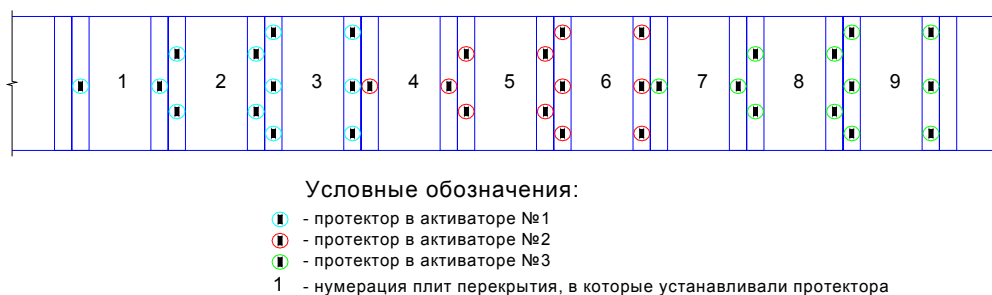 1 2 3 4 5 6 7 8 9
Условные обозначения:
- протектор в активаторе №1
- протектор в активаторе №2
- протектор в активаторе №3
1 - нумерация плит перекрытия, в которые устанавливали протектора